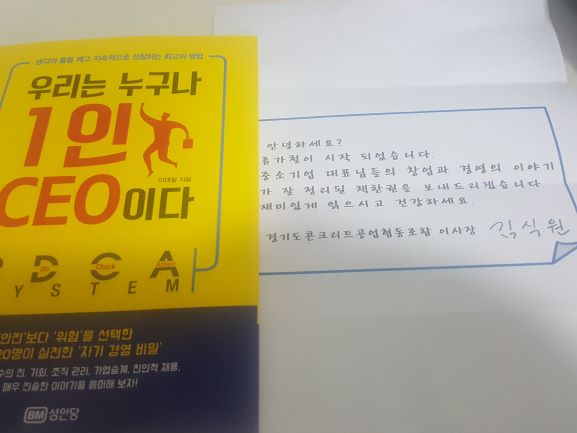 생각의 틀을 깨고 지속적으로 성장하는 최고의 방법
우리는 누구나
1인
이태철 지음
CEO이다
PDCA
Do Check Action
SYSTEM
'안전'보다 '위험'을 선택한
20명이 실천한 '자기 경영 비밀'
진, 기회, 조직 관리, 가업승계, 친인척 채용,
매우 진솔한 이야기를 음미해 보자!
BM 성안당
안녕하세요?
휴가철이 시작 되었습니다.
중소기업 대표님들의 창업과 경영의 이야기
가 잘 정리된 책한권을 보내드리겠습니다.
재미있게 읽으시고 건강하세요.
경기도콘크리트공업협동조합 이사장 김식원